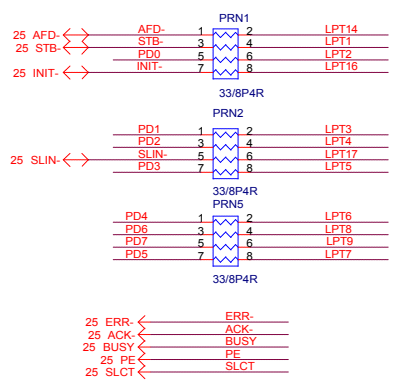 PRN1
25 AFD- AFD- 1 2 LPT14
25 STB- STB- 3 4 LPT1
PD0 5 6 LPT2
25 INIT- INIT- 7 8 LPT16
33/8P4R
PRN2
PD1 1 2 LPT3
PD2 3 4 LPT4
25 SLIN- SLIN- 5 6 LPT17
PD3 7 8 LPT5
33/8P4R
PRN5
PD4 1 2 LPT6
PD6 3 4 LPT8
PD7 5 6 LPT9
PD5 7 8 LPT7
33/8P4R
25 ERR- ERR-
25 ACK- ACK-
25 BUSY BUSY
25 PE PE
25 SLCT SLCT